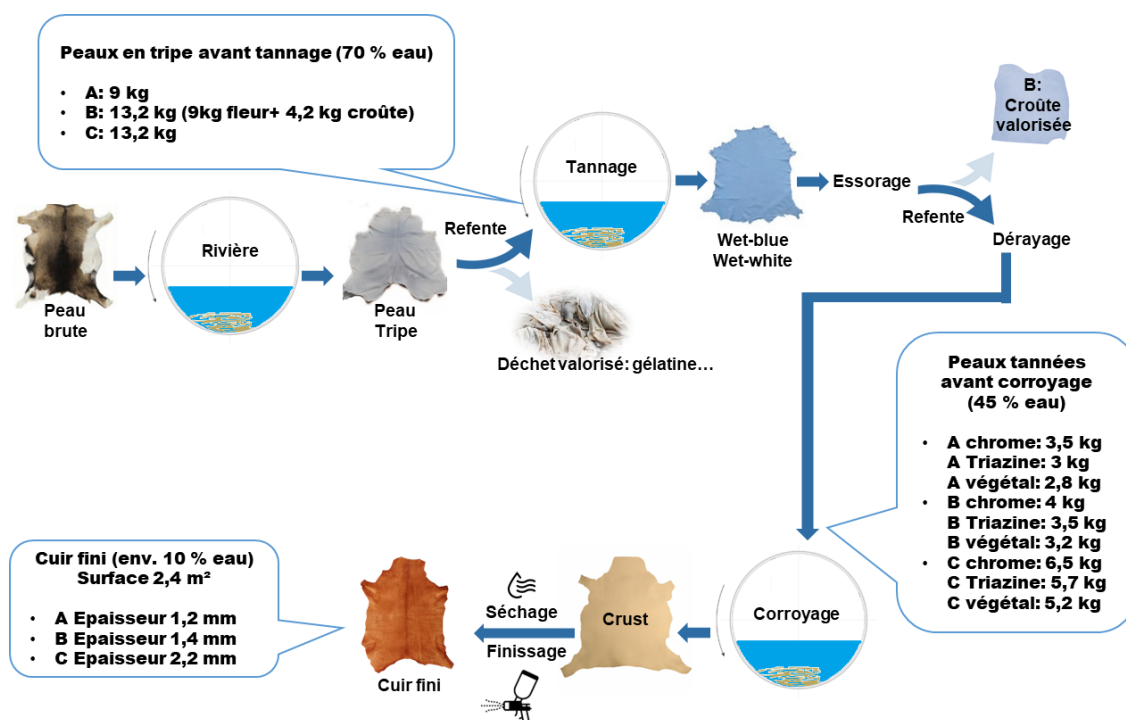 Peaux en tripe avant tannage (70 % eau)
• A: 9 kg
• B: 13,2 kg (9kg fleur+ 4,2 kg croûte)
• C: 13,2 kg
B:
Croûte
valorisée
Tannage
Essorage
Refente
Dérayage
Wet-blue
Wet-white
Refente
Rivière
Peau
brute
Peau
Tripe
Déchet valorisé: gélatine…
Peaux tannées
avant corroyage
(45 % eau)
• A chrome: 3,5 kg
A Triazine: 3 kg
A végétal: 2,8 kg
• B chrome: 4 kg
B Triazine: 3,5 kg
B végétal: 3,2 kg
• C chrome: 6,5 kg
C Triazine: 5,7 kg
C végétal: 5,2 kg
Corroyage
Crust
Séchage
Finissage
Cuir fini
Cuir fini (env. 10 % eau)
Surface 2,4 m²
• A Epaisseur 1,2 mm
• B Epaisseur 1,4 mm
• C Epaisseur 2,2 mm